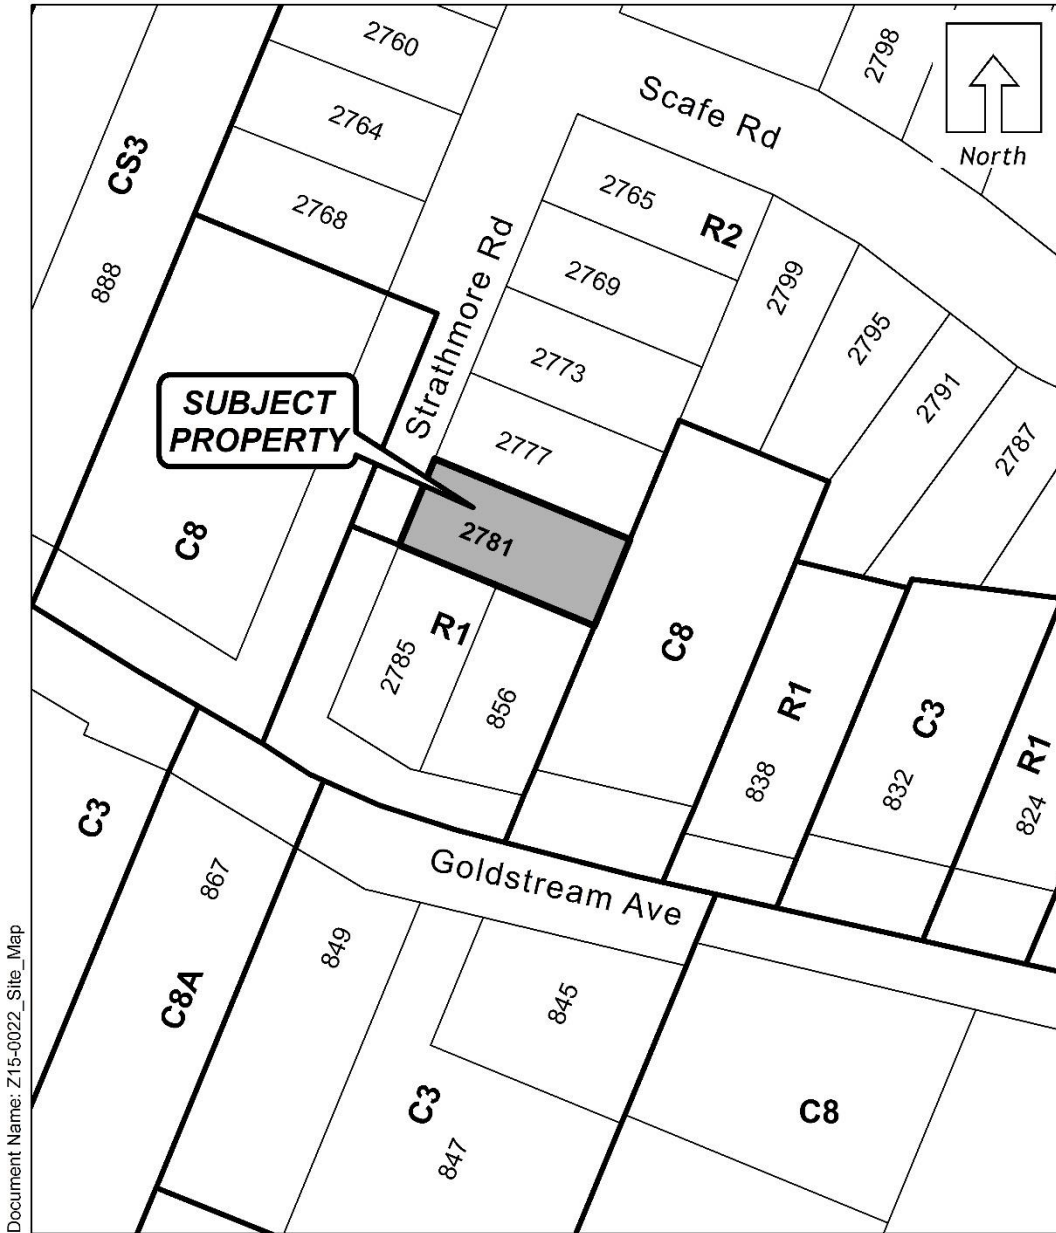 2760
2798
Scafe Rd
2764
North
CS3
2765
2768
R2
Strathmore Rd
2769
2799
888
2795
2773
2791
SUBJECT
PROPERTY
2777
2787
C8
2781
R1
C8
2785
856
R1
C3
R1
838
832
824
C3
867
Goldstream Ave
849
C8A
845
C3
C8
847
Document Name: Z15-0022_Site_Map